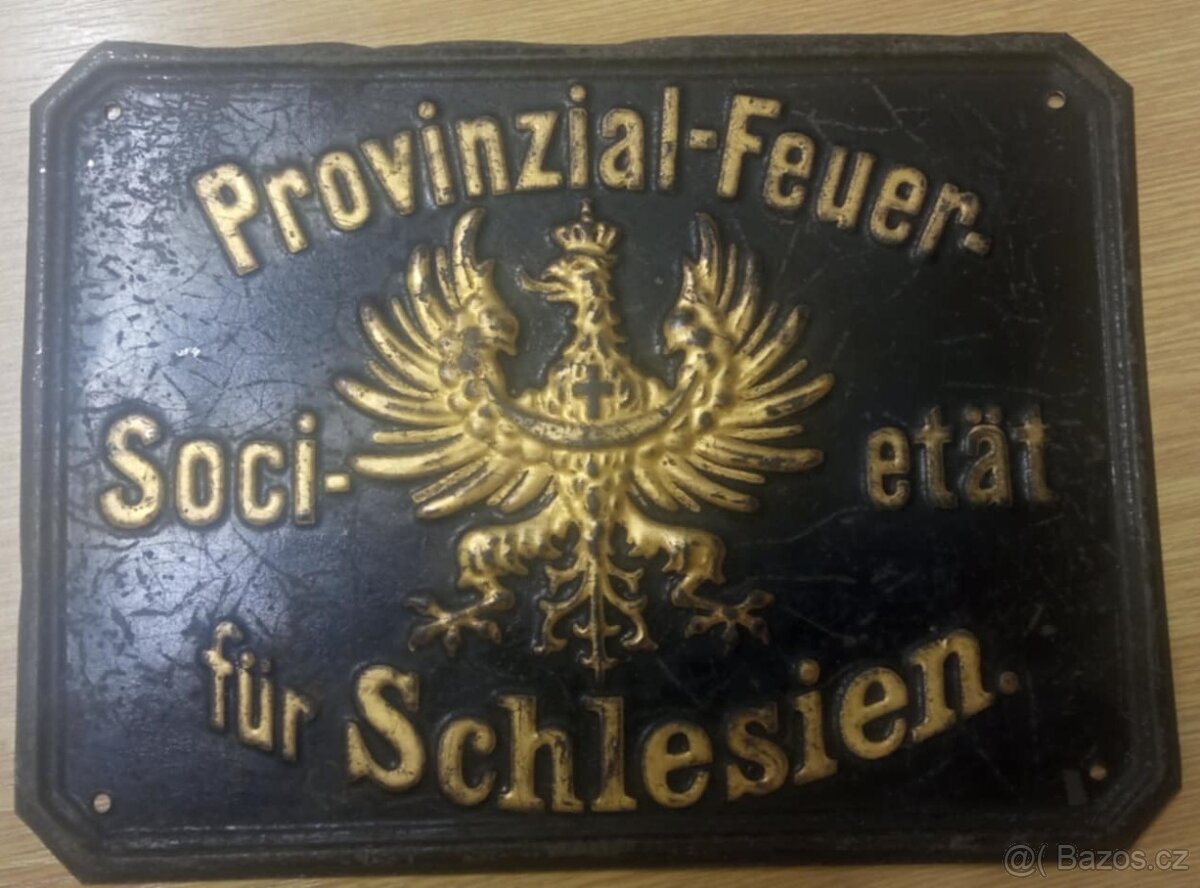 Provinzial-Feuer-
Soci-etät
für Schlesien.
@( Bazos.cz